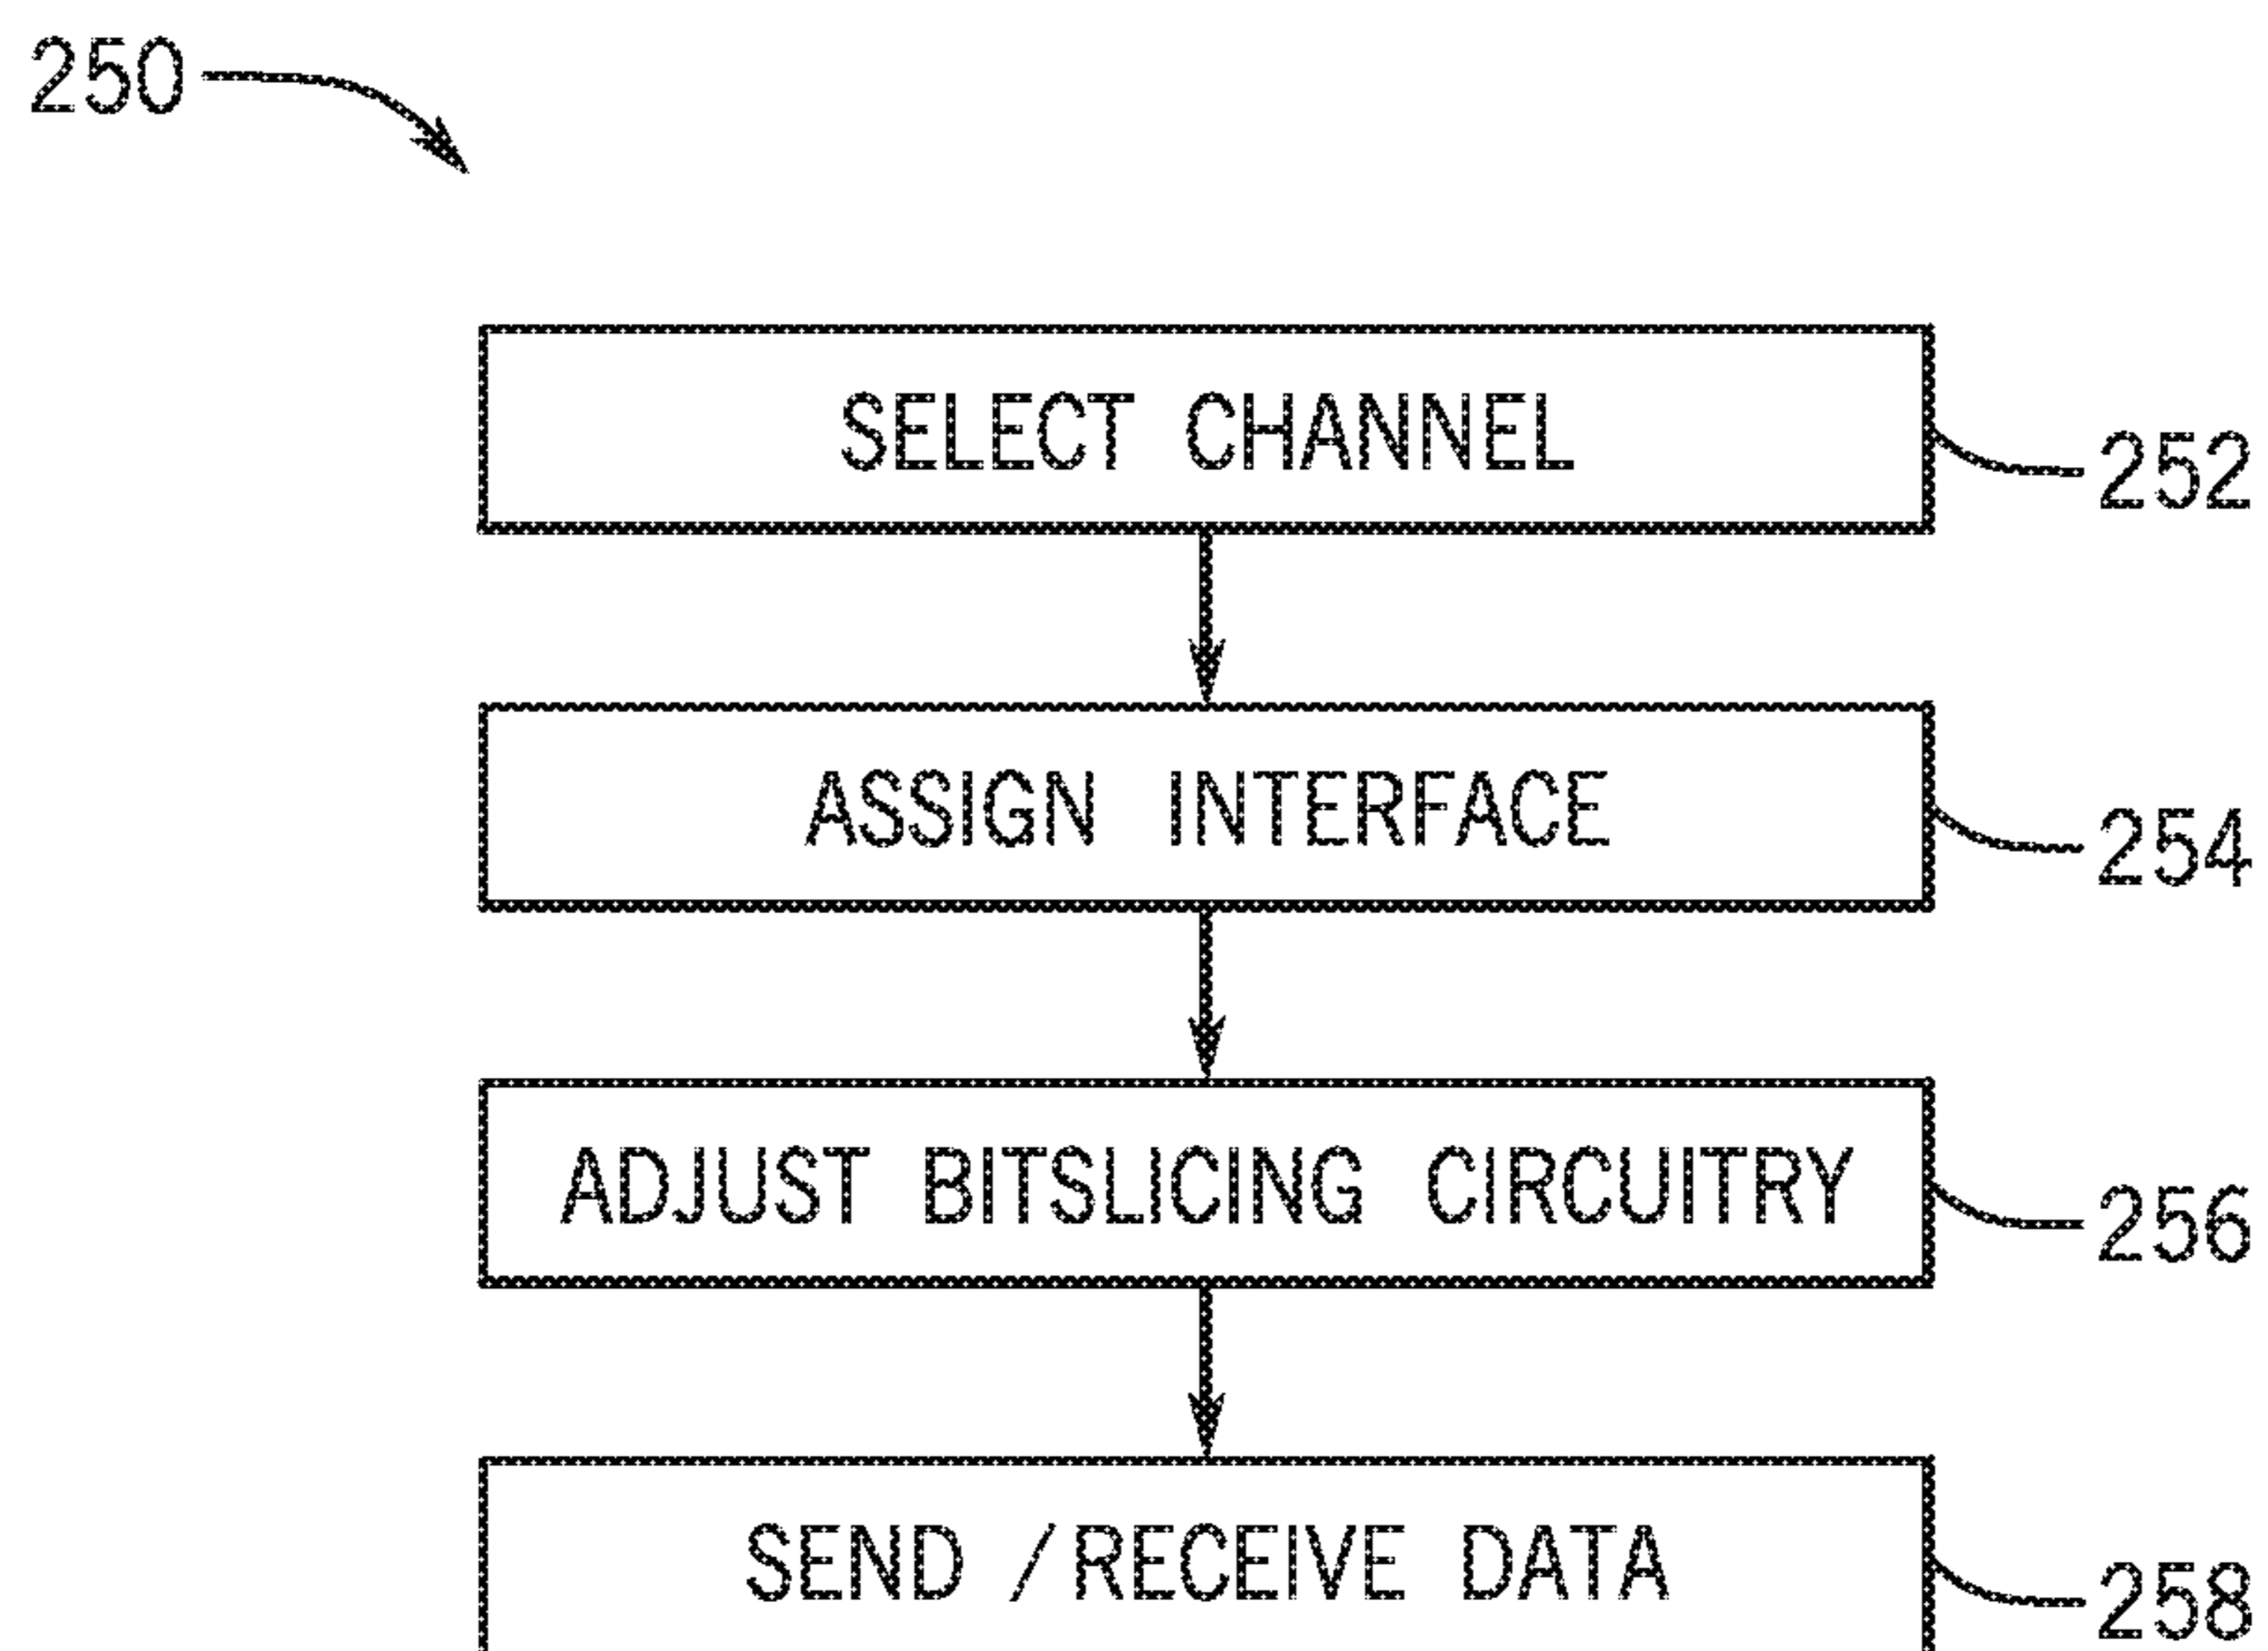 250
SELECT CHANNEL
252
ASSIGN INTERFACE
254
ADJUST BITSLICING CIRCUITRY
256
SEND /RECEIVE DATA
258